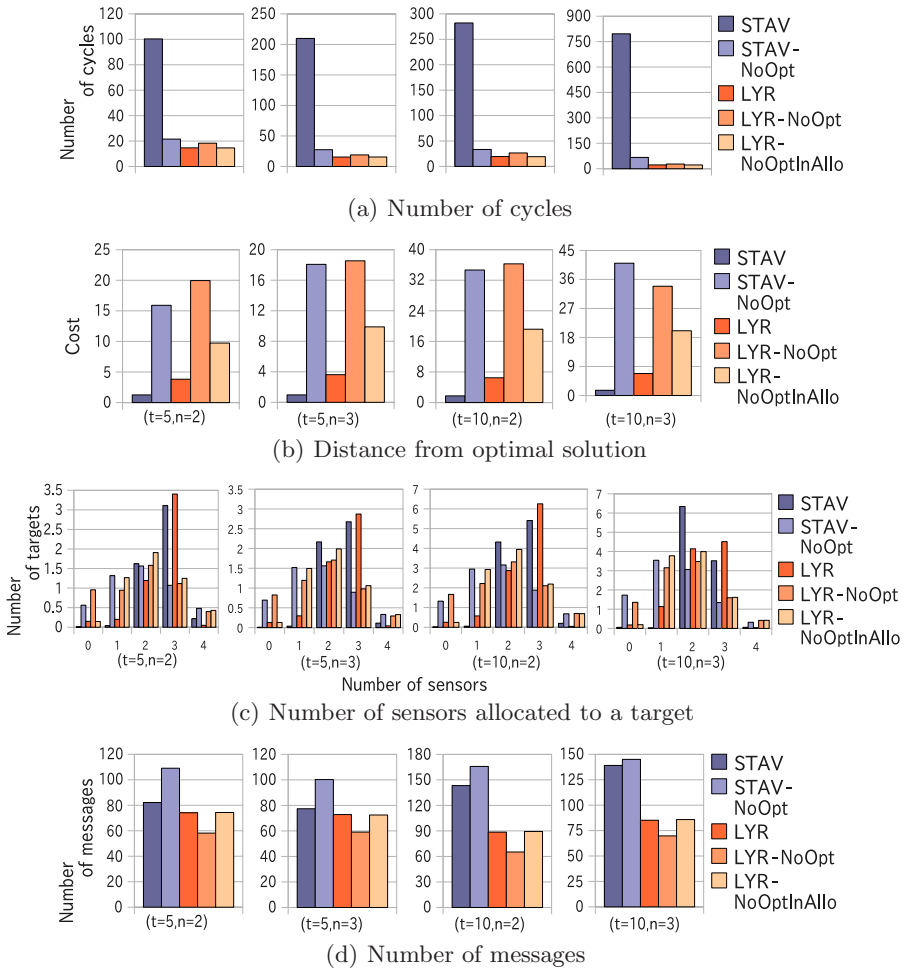 Number
of cycles
120
100
80
60
40
20
0
250
200
150
100
50
0
300
250
200
150
100
50
0
900
750
600
450
300
150
0
STAV
STAV-
NoOpt
LYR
LYR-NoOpt
LYR-
NoOptInAllo
(a) Number of cycles
Cost
25
20
15
10
5
0
20
16
12
8
4
0
40
32
24
16
8
0
45
36
27
18
9
0
(t=5,n=2)
(t=5,n=3)
(t=10,n=2)
(t=10,n=3)
STAV
STAV-
NoOpt
LYR
LYR-NoOpt
LYR-
NoOptInAllo
(b) Distance from optimal solution
Number
of targets
3.5
3
2.5
2
1.5
1
0.5
0
3.5
3
2.5
2
1.5
1
0.5
0
7
6
5
4
3
2
1
0
7
6
5
4
3
2
1
0
0 1 2 3 4
0 1 2 3 4
0 1 2 3 4
0 1 2 3 4
(t=5,n=2)
(t=5,n=3)
(t=10,n=2)
(t=10,n=3)
Number of sensors
STAV
STAV-
NoOpt
LYR
LYR-NoOpt
LYR-
NoOptInAllo
(c) Number of sensors allocated to a target
Number
of messages
120
100
80
60
40
20
0
120
100
80
60
40
20
0
180
150
120
90
60
30
0
150
125
100
75
50
25
0
(t=5,n=2)
(t=5,n=3)
(t=10,n=2)
(t=10,n=3)
STAV
STAV-
NoOpt
LYR
LYR-NoOpt
LYR-
NoOptInAllo
(d) Number of messages